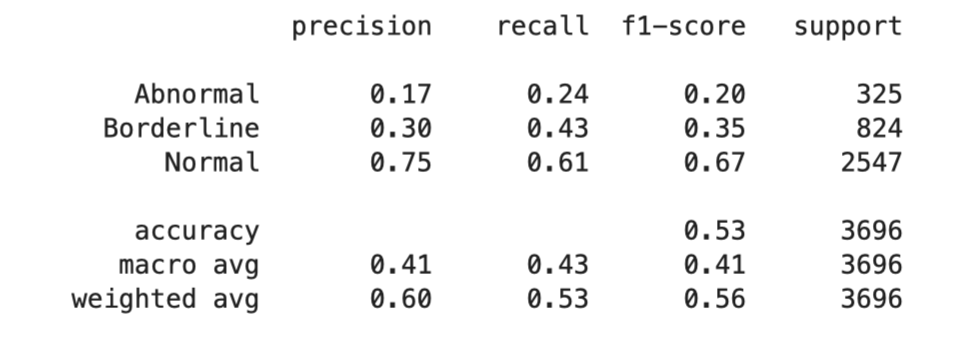 precision recall f1-score support
Abnormal 0.17 0.24 0.20 325
Borderline 0.30 0.43 0.35 824
Normal 0.75 0.61 0.67 2547
accuracy 0.53 3696
macro avg 0.41 0.43 0.41 3696
weighted avg 0.60 0.53 0.56 3696